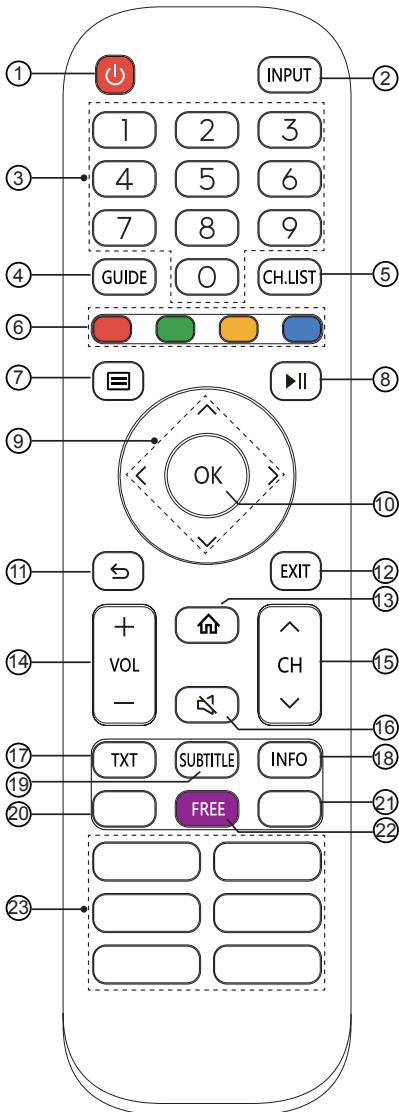 ① INPUT ②
1 2 3
③ 4 5 6
7 8 9
④ GUIDE 0 CH.LIST ⑤
⑥
⑦ ⑧
⑨
OK
⑩
⑪ EXIT ⑫
⑬
+
⑭ VOL CH ⑮
−
⑯
⑰ TXT SUBTITLE INFO ⑱
⑲
⑳ FREE ㉑
㉒
㉓